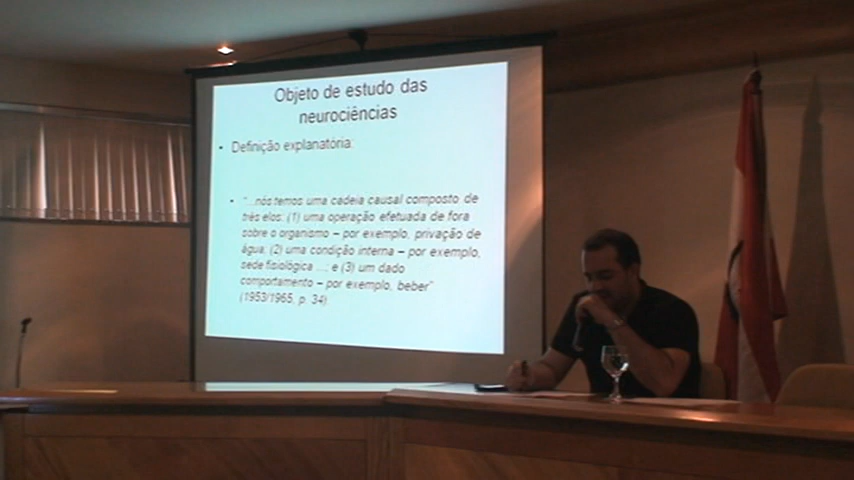 Objeto de estudo das
neurociências
• Definição explanatória:
• "...nós temos uma cadeia causal composto de
três elos: (1) uma operação efetuada de fora
sobre o organismo – por exemplo, privação de
água; (2) uma condição interna – por exemplo,
sede fisiológica ...; e (3) um dado
comportamento – por exemplo, beber"
(1953/1965, p. 34)